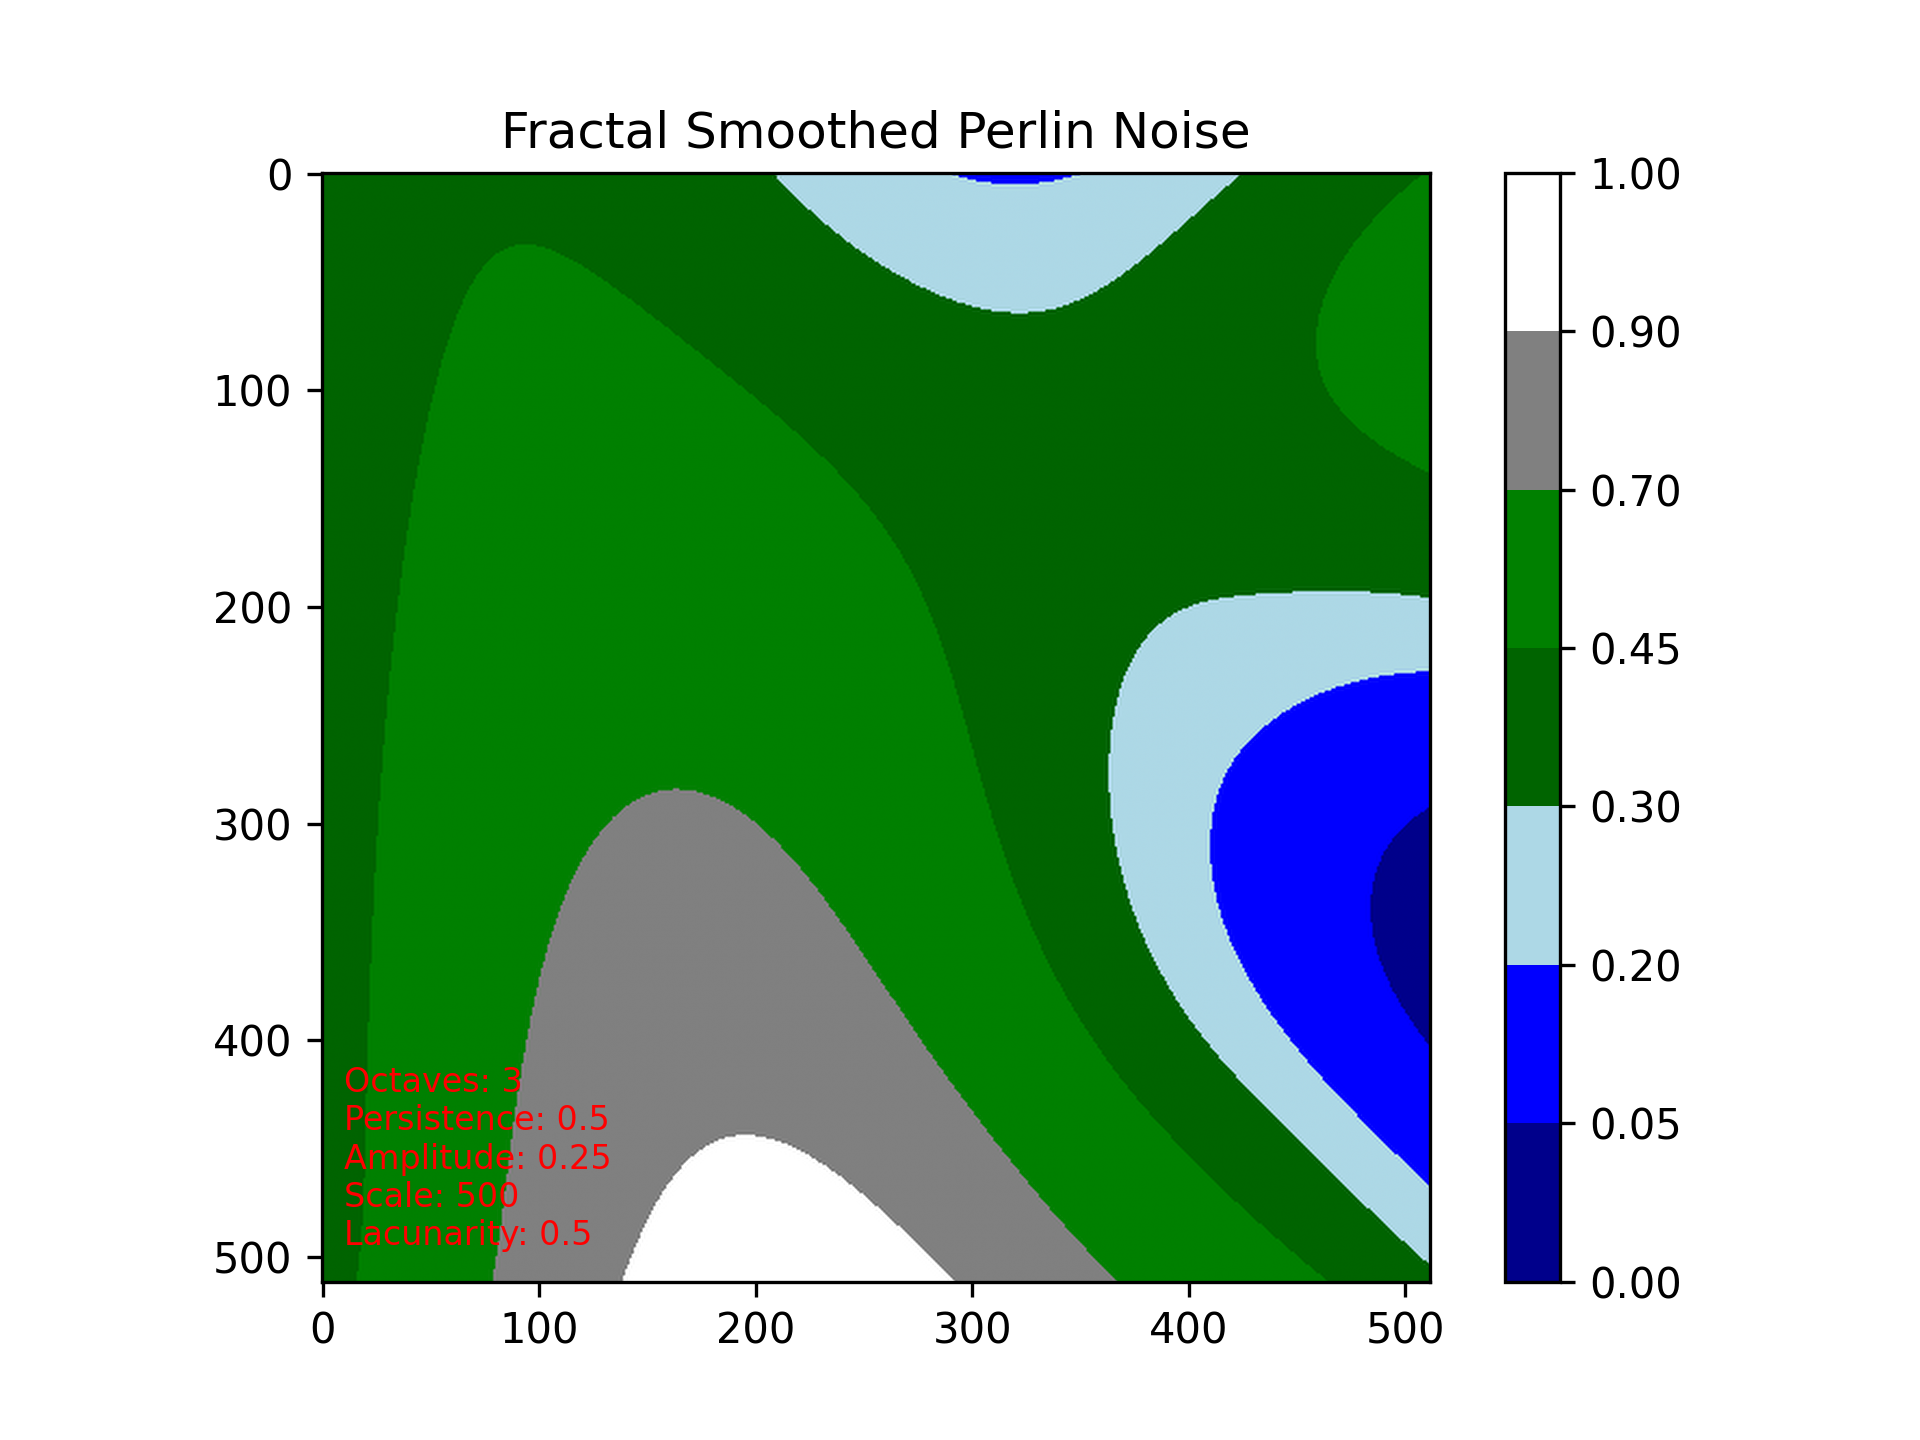 Fractal Smoothed Perlin Noise
0
100
200
300
400
500
0 100 200 300 400 500
Octaves: 3
Persistence: 0.5
Amplitude: 0.25
Scale: 500
Lacunarity: 0.5
1.00
0.90
0.70
0.45
0.30
0.20
0.05
0.00